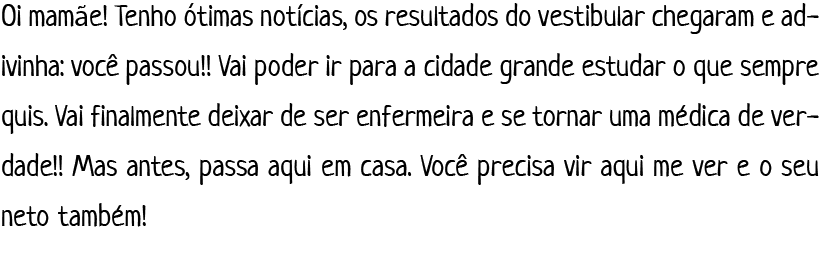 Oi mamãe! Tenho ótimas notícias, os resultados do vestibular chegaram e ad-
ivinha: você passou!! Vai poder ir para a cidade grande estudar o que sempre
quis. Vai finalmente deixar de ser enfermeira e se tornar uma médica de ver-
dade!! Mas antes, passa aqui em casa. Você precisa vir aqui me ver e o seu
neto também!